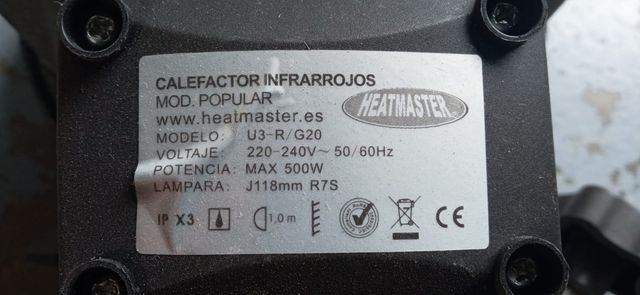 CALEFACTOR INFRARROJOS
MOD. POPULAR
www.heatmaster.es
HEATMASTER
MODELO: U3-R/G20
VOLTAJE: 220-240V~50/60Hz
POTENCIA: MAX 500W
LAMPARA: J118mm R7S
IP X3 1.0m CE